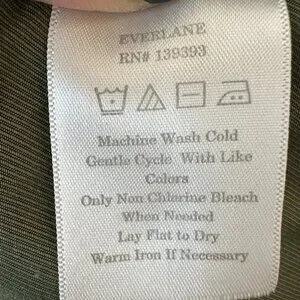 EVERLANE
RN# 139393
Machine Wash Cold
Gentle Cycle With Like
Colors
Only Non Chlorine Bleach
When Needed
Lay Flat to Dry
Warm Iron If Necessary